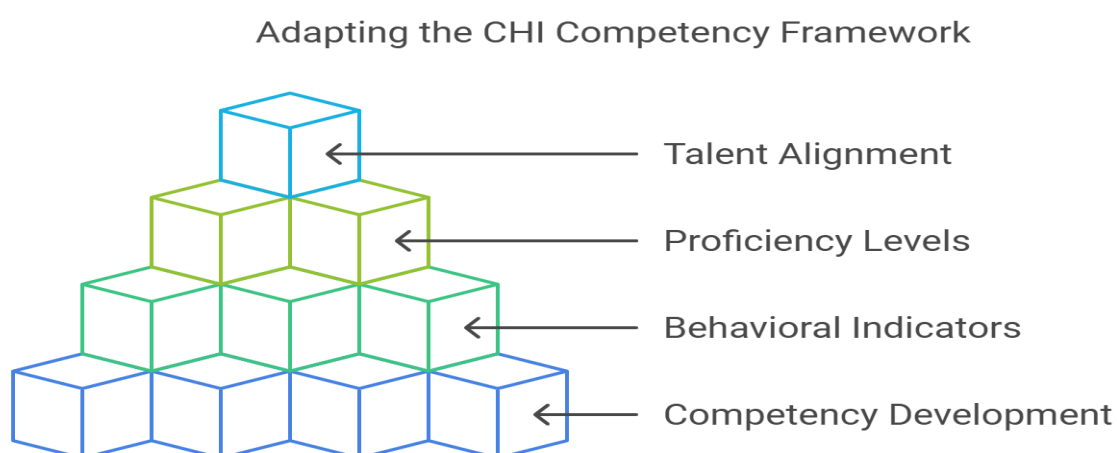 Adapting the CHI Competency Framework
Talent Alignment
Proficiency Levels
Behavioral Indicators
Competency Development